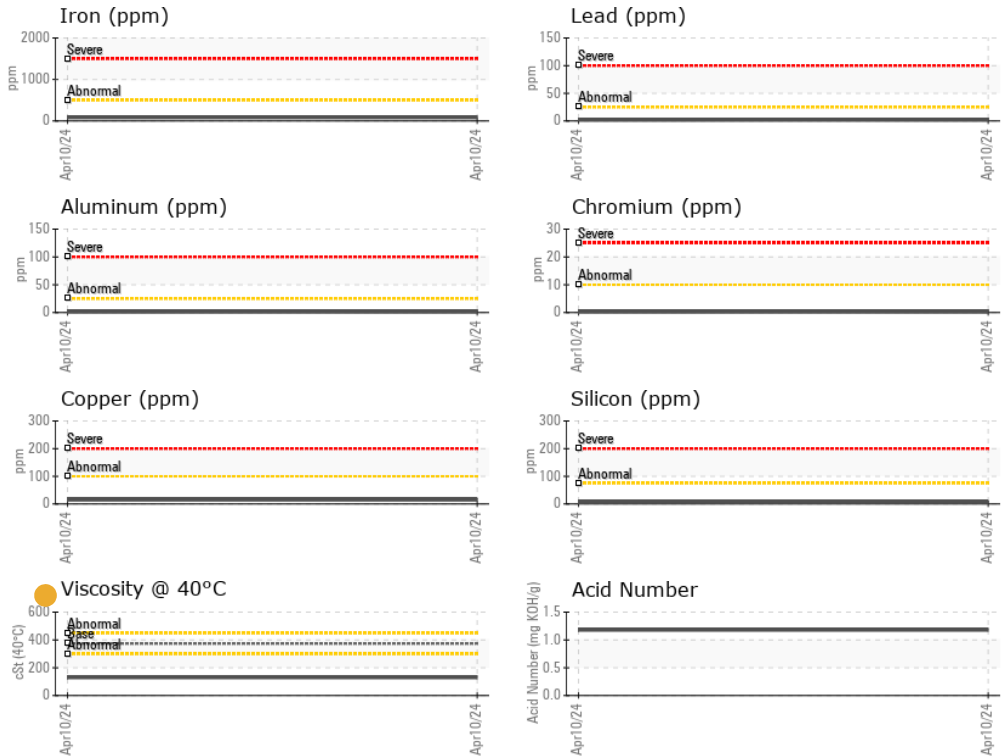 Iron (ppm)
2000
1000
0
ppm
Severe
Abnormal
Apr10/24
Apr10/24
Lead (ppm)
150
100
50
0
ppm
Severe
Abnormal
Apr10/24
Apr10/24
Aluminum (ppm)
150
100
50
0
ppm
Severe
Abnormal
Apr10/24
Apr10/24
Chromium (ppm)
30
20
10
0
ppm
Severe
Abnormal
Apr10/24
Apr10/24
Copper (ppm)
300
200
100
0
ppm
Severe
Abnormal
Apr10/24
Apr10/24
Silicon (ppm)
300
200
100
0
ppm
Severe
Abnormal
Apr10/24
Apr10/24
Viscosity @ 40°C
600
400
200
0
cSt (40°C)
Abnormal
Base
Abnormal
Apr10/24
Apr10/24
Acid Number
1.5
1.0
0.5
0.0
Acid Number (mg KOH/g)
Apr10/24
Apr10/24